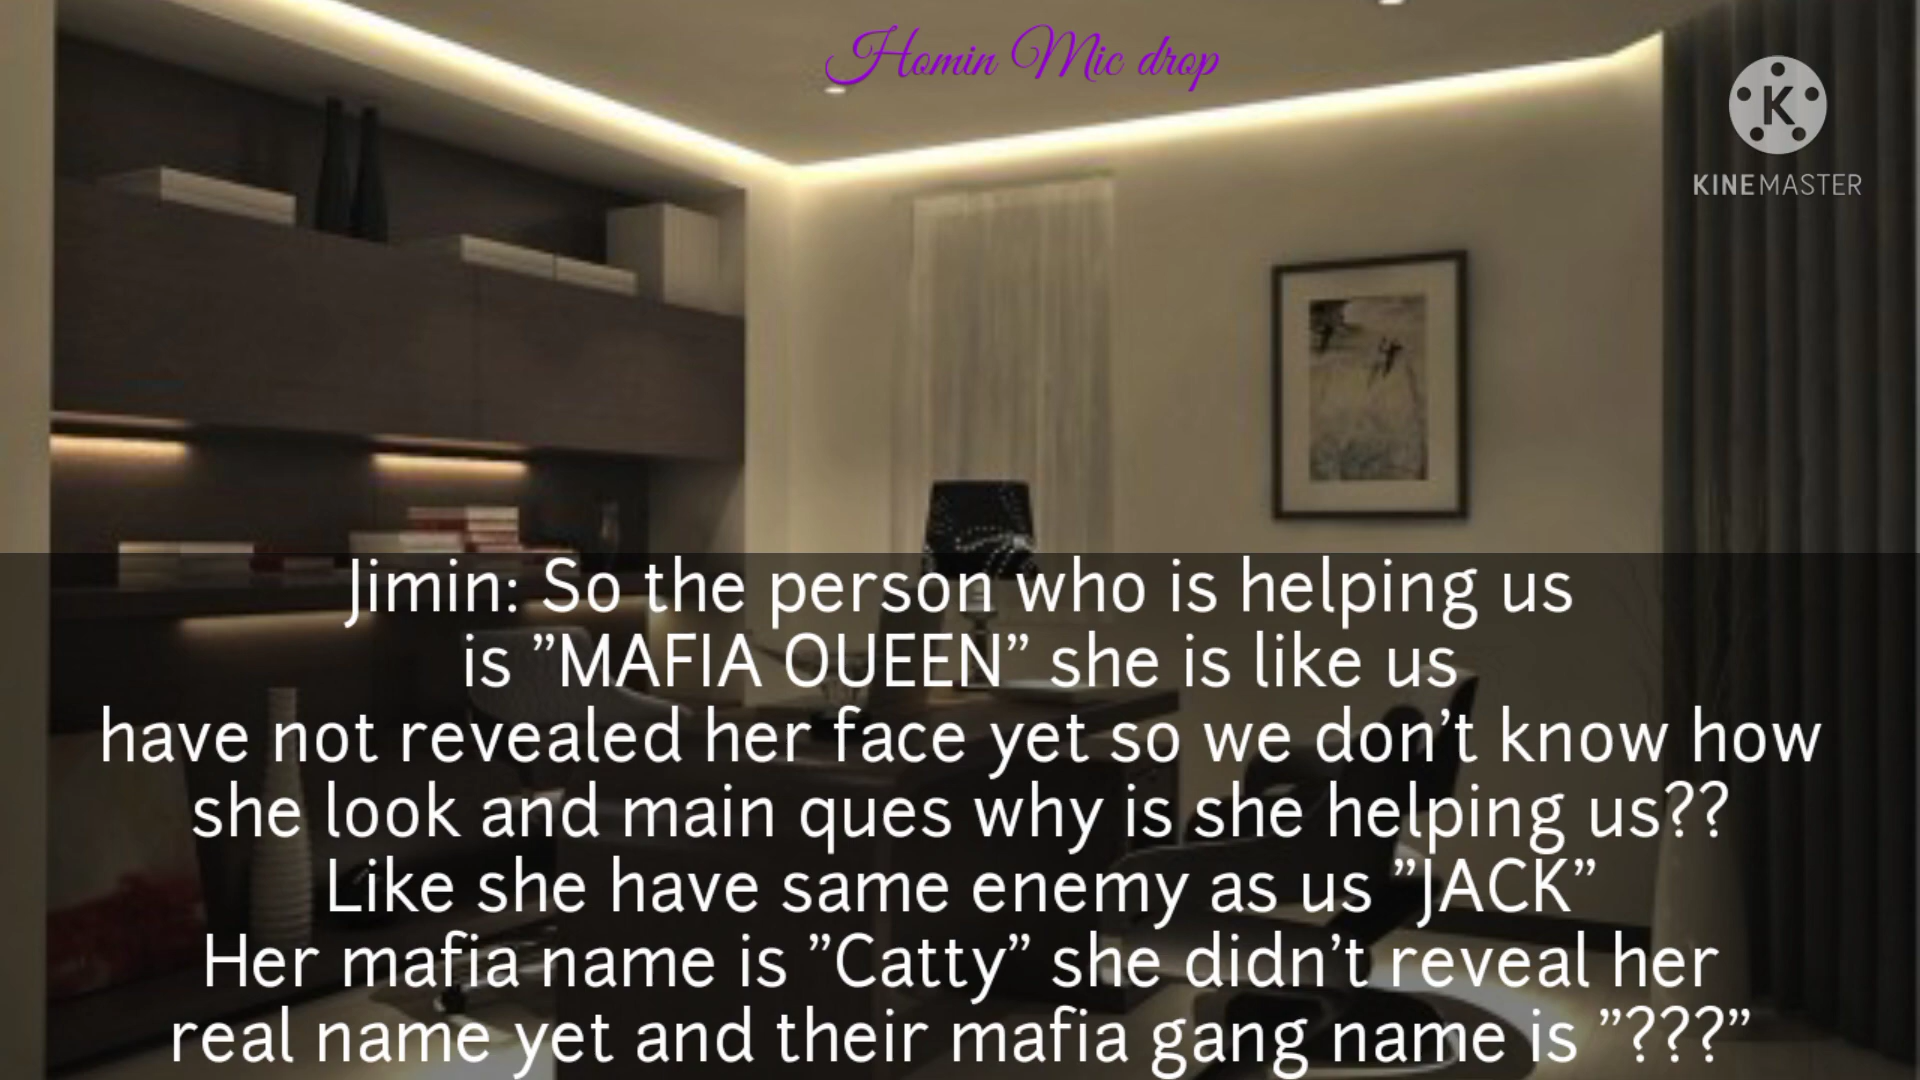 Homin Mic drop
K
KINEMASTER
Jimin: So the person who is helping us
is ”MAFIA QUEEN” she is like us
have not revealed her face yet so we don’t know how
she look and main ques why is she helping us??
Like she have same enemy as us ”JACK”
Her mafia name is ”Catty” she didn’t reveal her
real name yet and their mafia gang name is ”???”